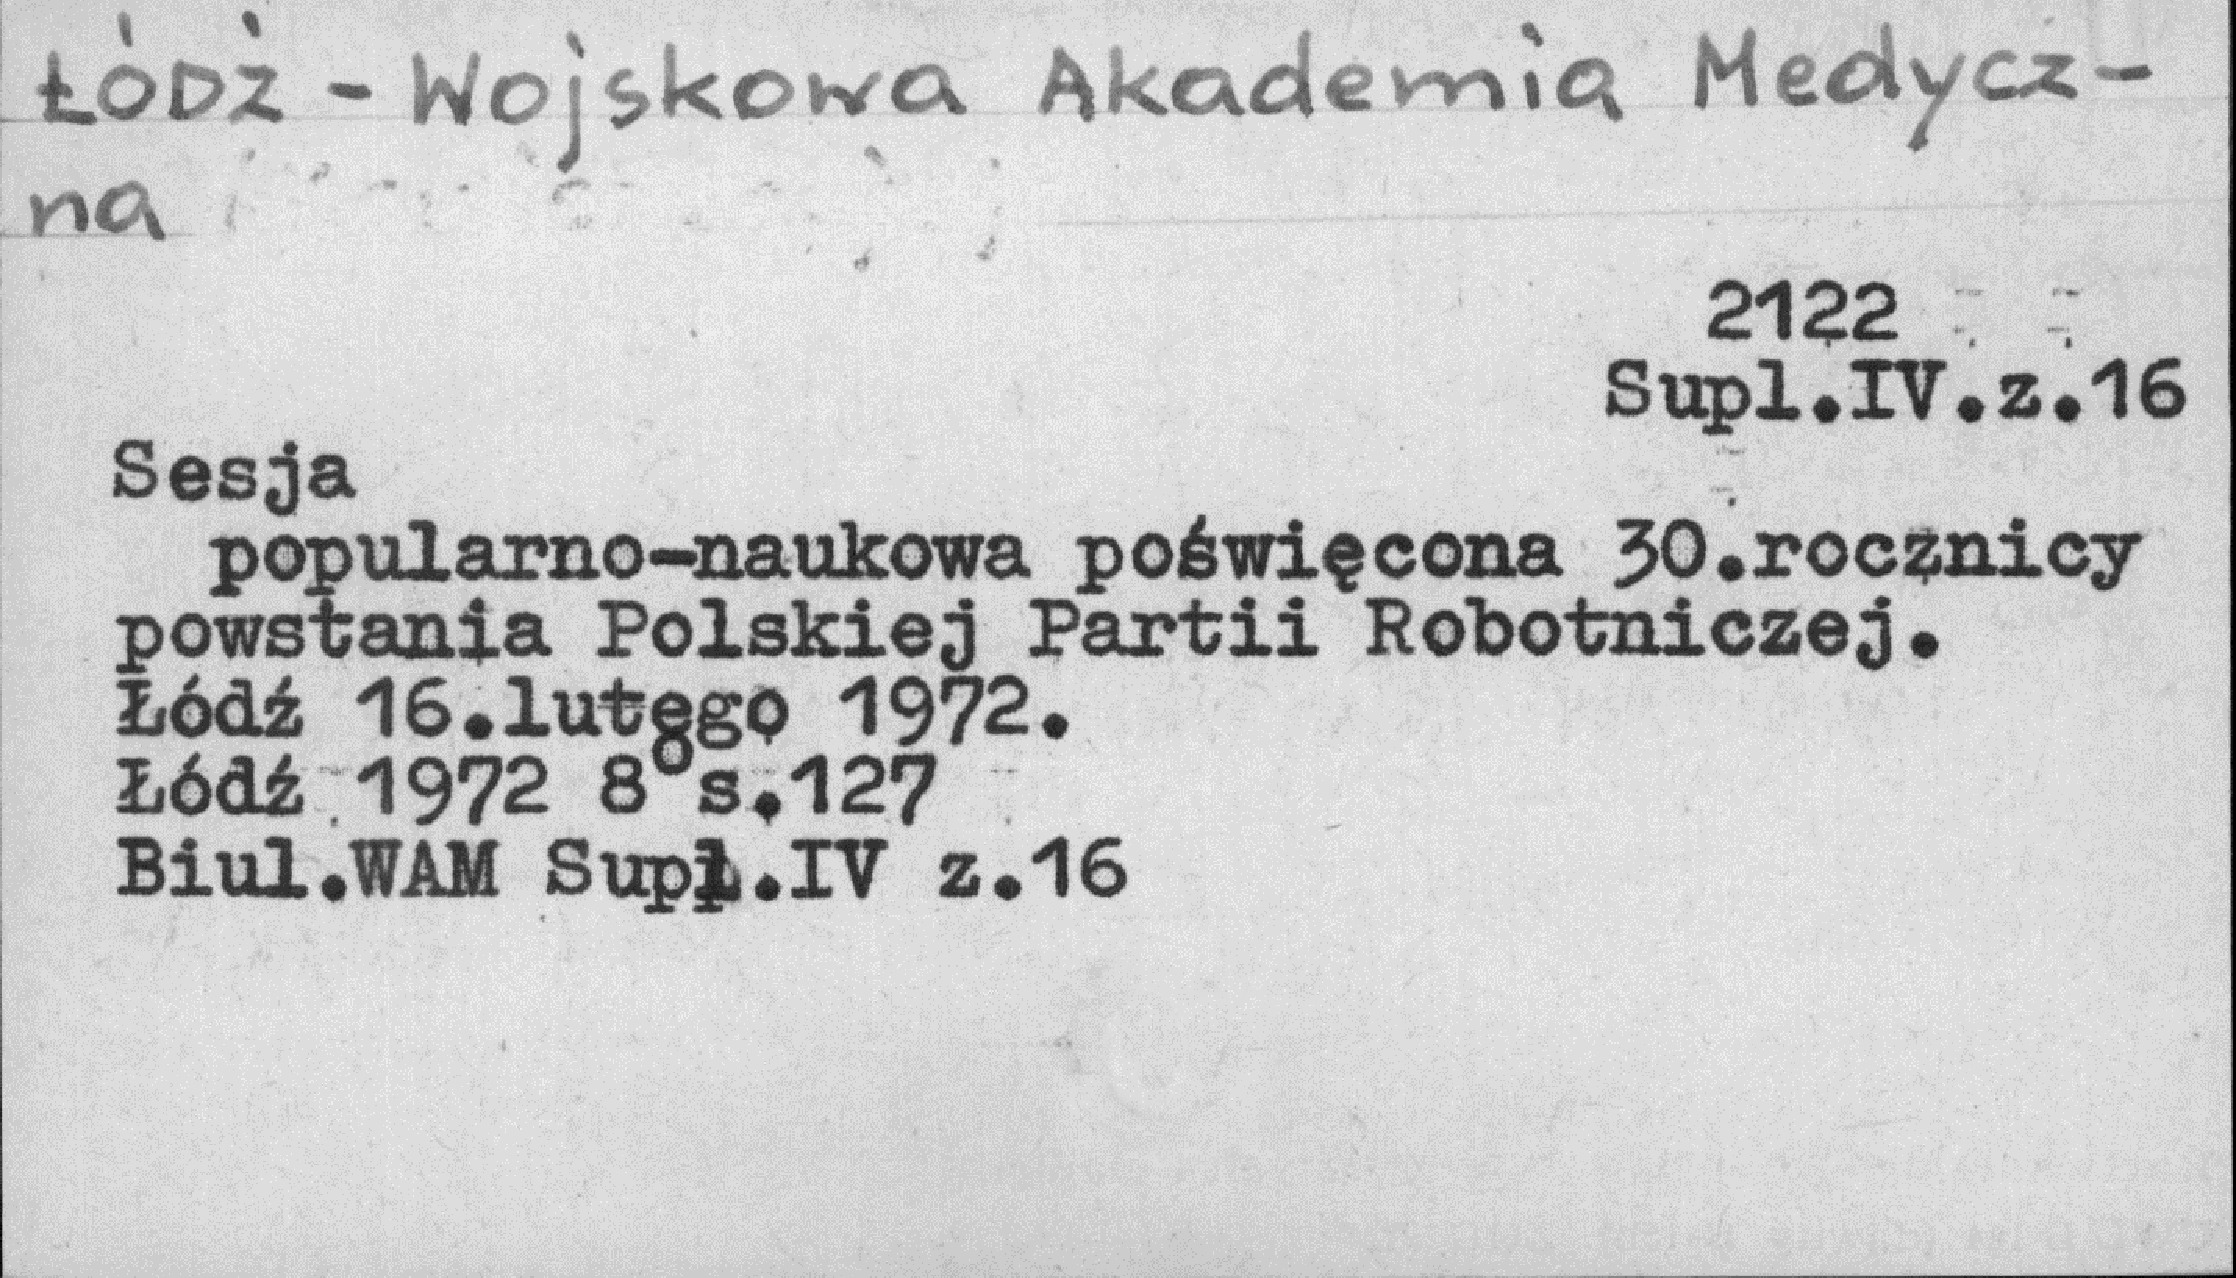 ŁÓDŹ - Wojskowa Akademia Medycz-
na
2122
Supl.IV.z.16
Sesja
popularno-naukowa poświęcona 30.rocznicy
powstania Polskiej Partii Robotniczej.
Łódź 16.lutego 1972.
Łódź 1972 8°s.127
Biul.WAM Supl.IV z.16